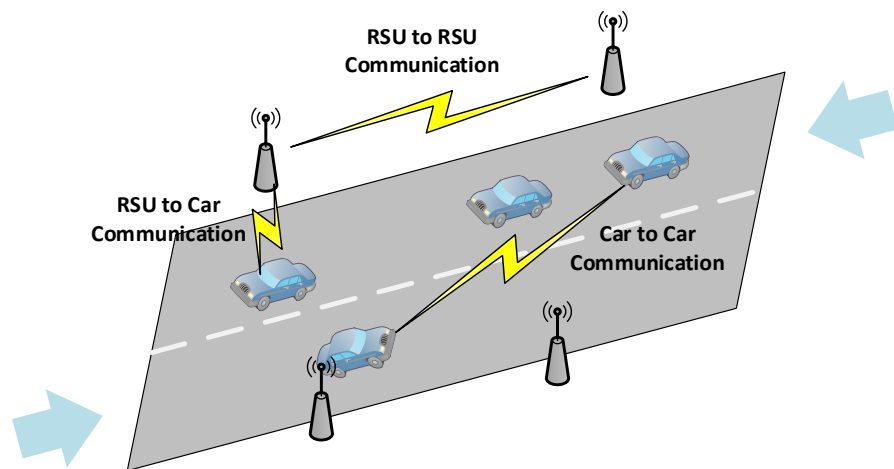 RSU to RSU
Communication
RSU to Car
Communication
Car to Car
Communication